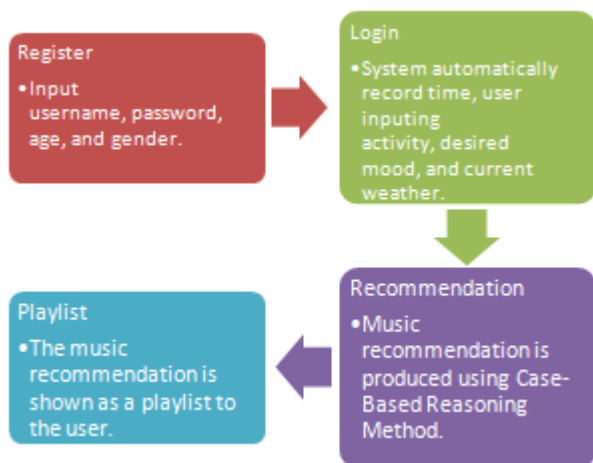 Register
•Input
username, password,
age, and gender.
Login
•System automatically
record time, user
inputing
activity, desired
mood, and current
weather.
Recommendation
•Music
recommendation is
produced using Case-
Based Reasoning
Method.
Playlist
•The music
recommendation is
shown as a playlist to
the user.